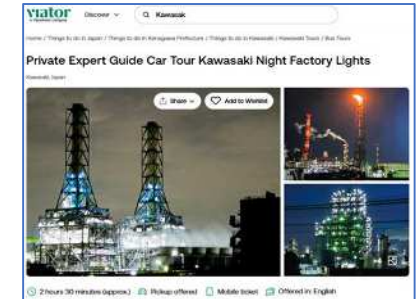 viator
Discover
Kawasak
Home / Things to do in Japan / Things to do in Kanagawa Prefecture / Things to do in Kawasaki / Kawasaki Tours / Bus Tours
Private Expert Guide Car Tour Kawasaki Night Factory Lights
Kawasaki, Japan
Share
Add to Wishlist
2 hours 30 minutes (approx.)
Pickup offered
Mobile ticket
Offered in: English